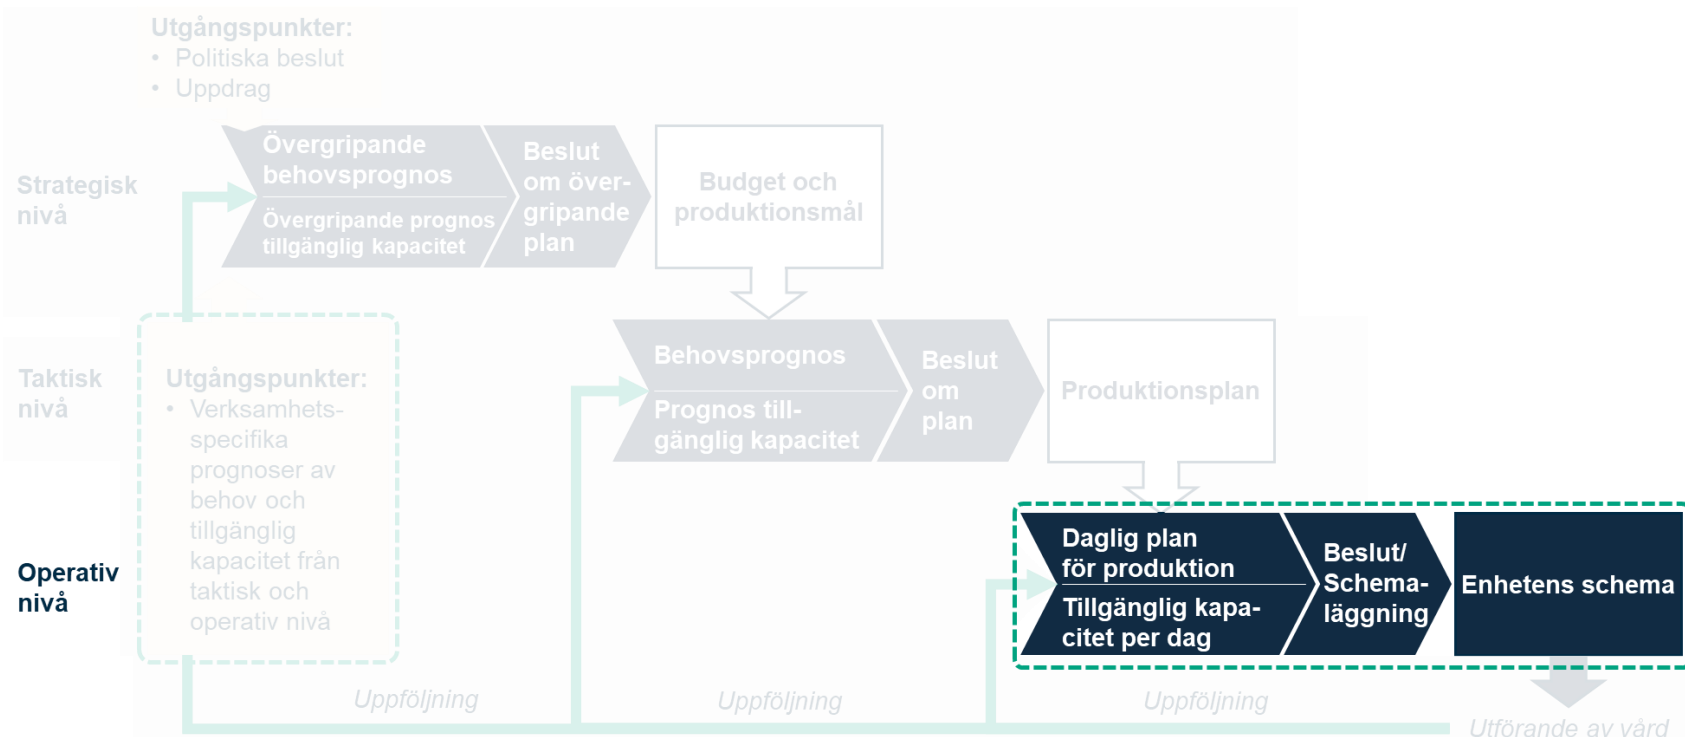 Utgångspunkter:
• Politiska beslut
• Uppdrag
Strategisk
nivå
Övergripande
behovsprognos
Övergripande prognos
tillgänglig kapacitet
Beslut
om över-
gripande
plan
Budget och
produktionsmål
Taktisk
nivå
Utgångspunkter:
• Verksamhets-
specifika
prognoser av
behov och
tillgänglig
kapacitet från
taktisk och
operativ nivå
Behovsprognos
Prognos till-
gänglig kapacitet
Beslut
om
plan
Produktionsplan
Operativ
nivå
Daglig plan
för produktion
Tillgänglig kapa-
citet per dag
Beslut/
Schema-
läggning
Enhetens schema
Uppföljning
Uppföljning
Uppföljning
Utförande av vård